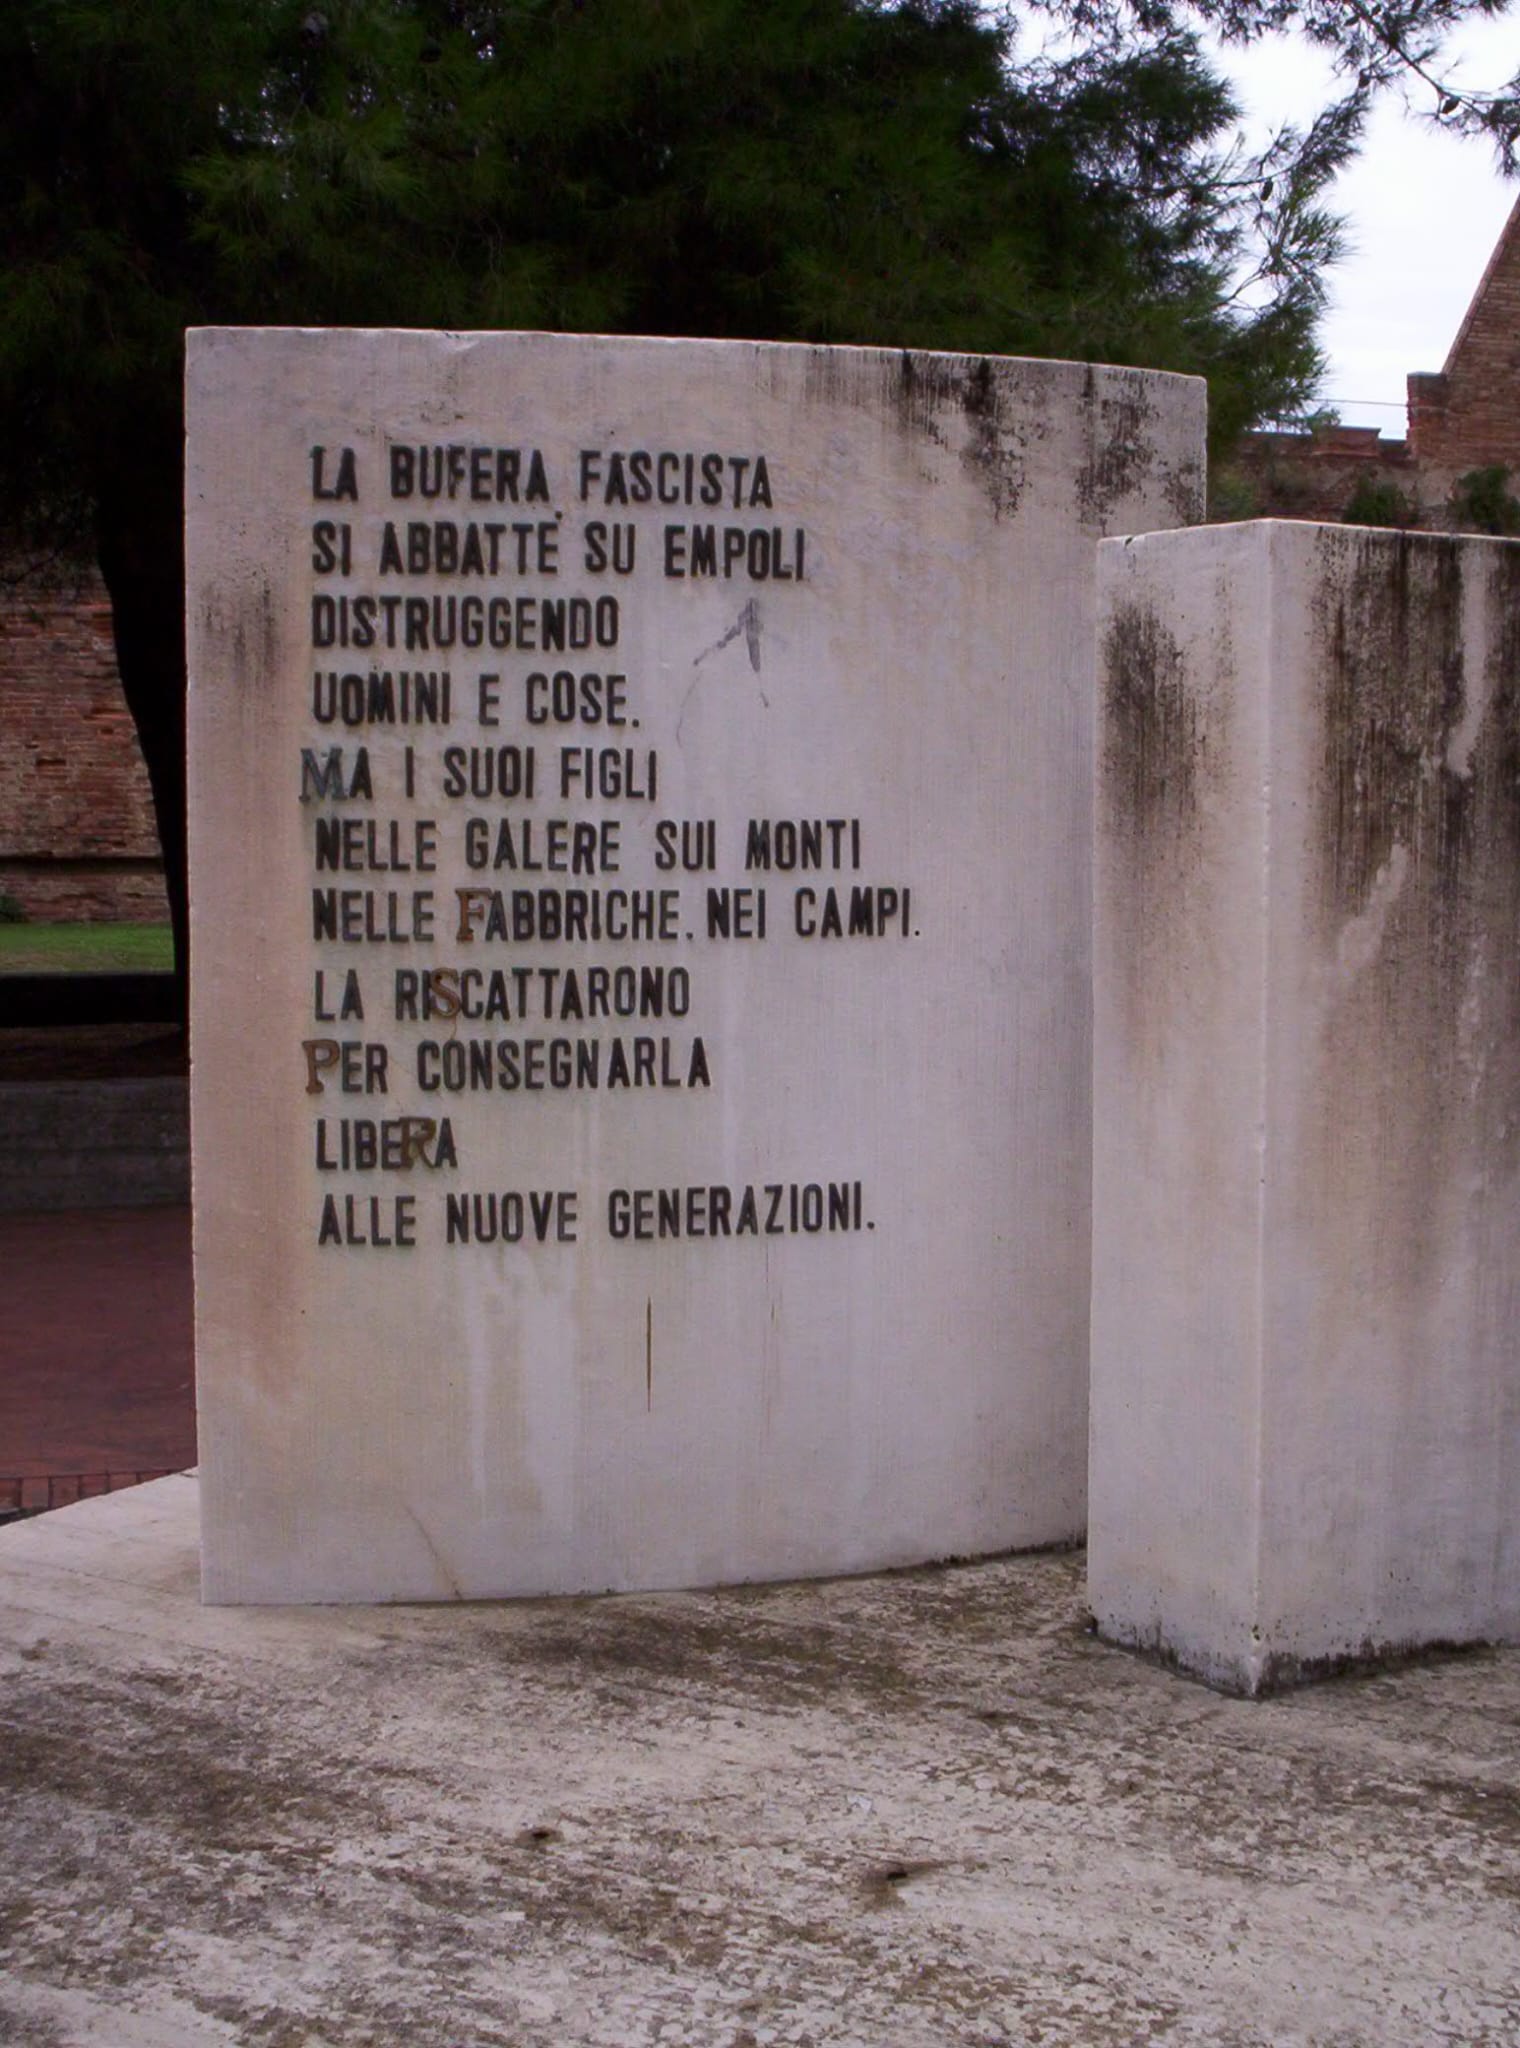 LA BUFERA FASCISTA
SI ABBATTÈ SU EMPOLI
DISTRUGGENDO
UOMINI E COSE.
MA I SUOI FIGLI
NELLE GALERE SUI MONTI
NELLE FABBRICHE. NEI CAMPI.
LA RISCATTARONO
PER CONSEGNARLA
LIBERA
ALLE NUOVE GENERAZIONI.